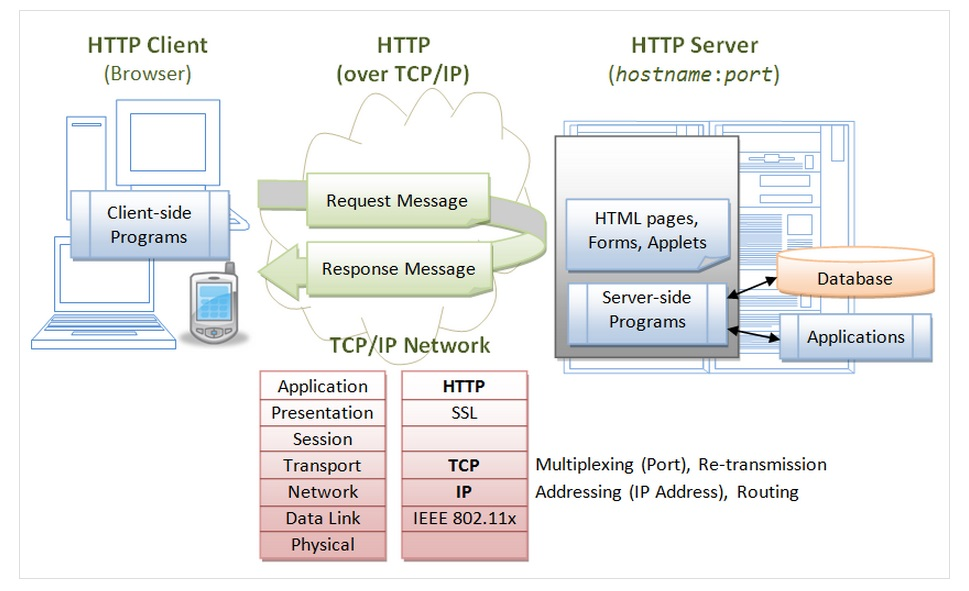 HTTP Client
(Browser)
HTTP
(over TCP/IP)
HTTP Server
(hostname:port)
Client-side
Programs
Request Message
Response Message
HTML pages,
Forms, Applets
Server-side
Programs
Database
Applications
TCP/IP Network
Application HTTP
Presentation SSL
Session
Transport TCP Multiplexing (Port), Re-transmission
Network IP Addressing (IP Address), Routing
Data Link IEEE 802.11x
Physical